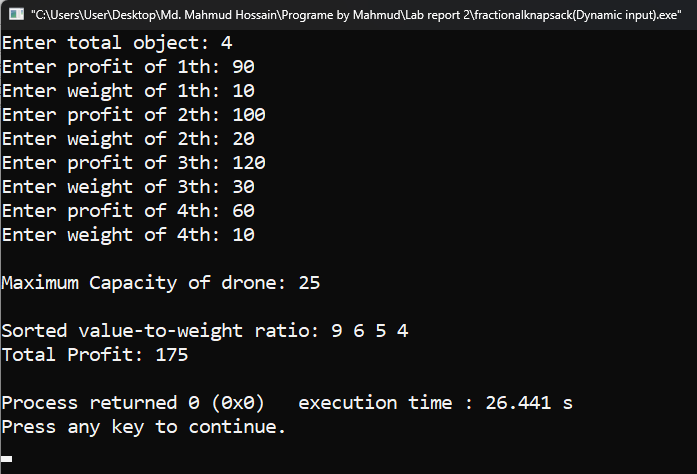 "C:\Users\User\Desktop\Md. Mahmud Hossain\Programe by Mahmud\Lab report 2\fractionalknapsack(Dynamic input).exe"
Enter total object: 4
Enter profit of 1th: 90
Enter weight of 1th: 10
Enter profit of 2th: 100
Enter weight of 2th: 20
Enter profit of 3th: 120
Enter weight of 3th: 30
Enter profit of 4th: 60
Enter weight of 4th: 10
Maximum Capacity of drone: 25
Sorted value-to-weight ratio: 9 6 5 4
Total Profit: 175
Process returned 0 (0x0)   execution time : 26.441 s
Press any key to continue.